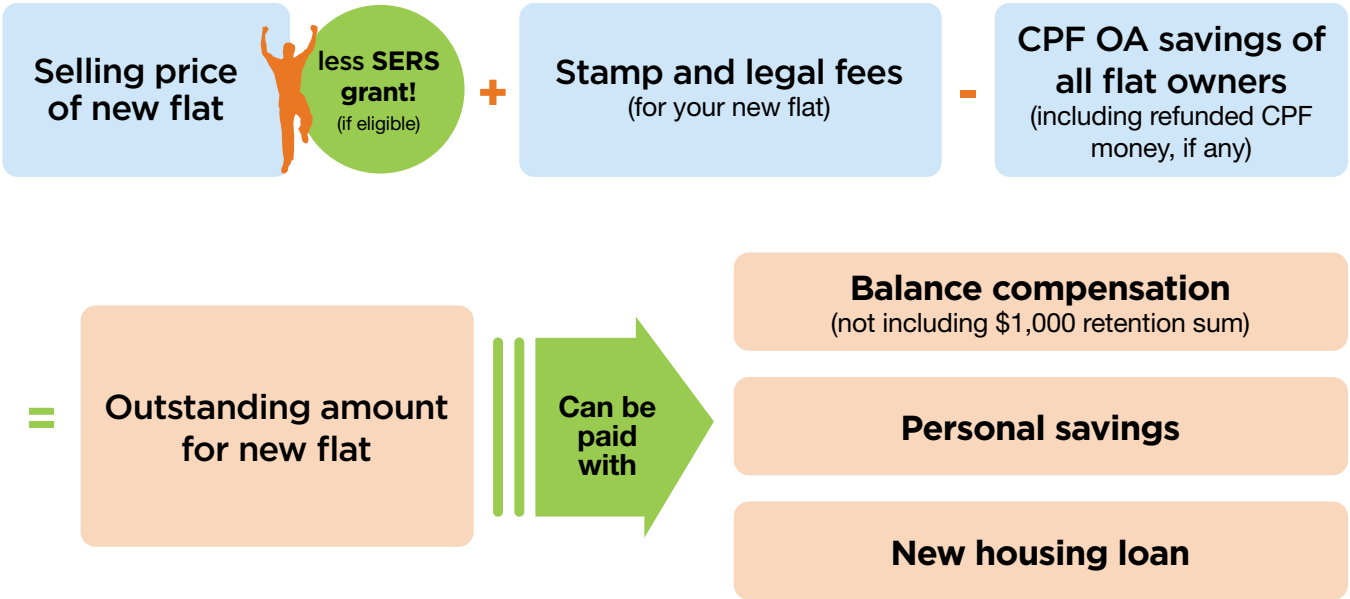 Selling price
of new flat
less SERS
grant!
(if eligible)
+
Stamp and legal fees
(for your new flat)
-
CPF OA savings of
all flat owners
(including refunded CPF
money, if any)
=
Outstanding amount
for new flat
Can be
paid
with
Balance compensation
(not including $1,000 retention sum)
Personal savings
New housing loan